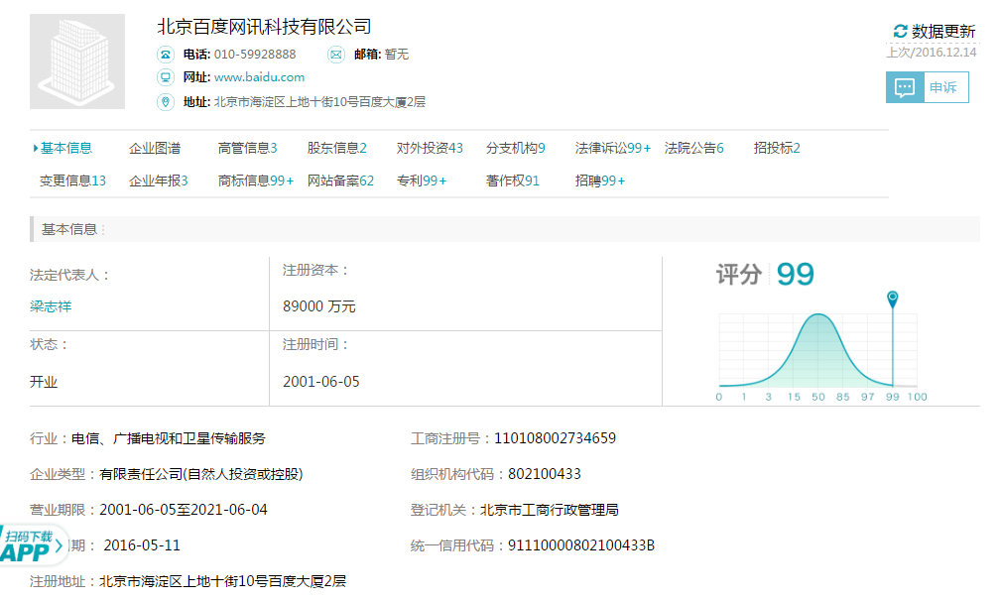 北京百度网讯科技有限公司
电话: 010-59928888 邮箱: 暂无
网址: www.baidu.com
地址: 北京市海淀区上地十街10号百度大厦2层
数据更新
上次/2016.12.14
申诉
基本信息 企业图谱 高管信息3 股东信息2 对外投资43 分支机构9 法律诉讼99+ 法院公告6 招投标2
变更信息13 企业年报3 商标信息99+ 网站备案62 专利99+ 著作权91 招聘99+
基本信息 :
法定代表人： 注册资本：
梁志祥 89000 万元
状态： 注册时间：
开业 2001-06-05
评分 99
0 1 3 15 50 85 97 99 100
行业：电信、广播电视和卫星传输服务 工商注册号：110108002734659
企业类型：有限责任公司(自然人投资或控股) 组织机构代码：802100433
营业期限：2001-06-05至2021-06-04 登记机关：北京市工商行政管理局
扫码下载
APP
期： 2016-05-11 统一信用代码：91110000802100433B
注册地址：北京市海淀区上地十街10号百度大厦2层